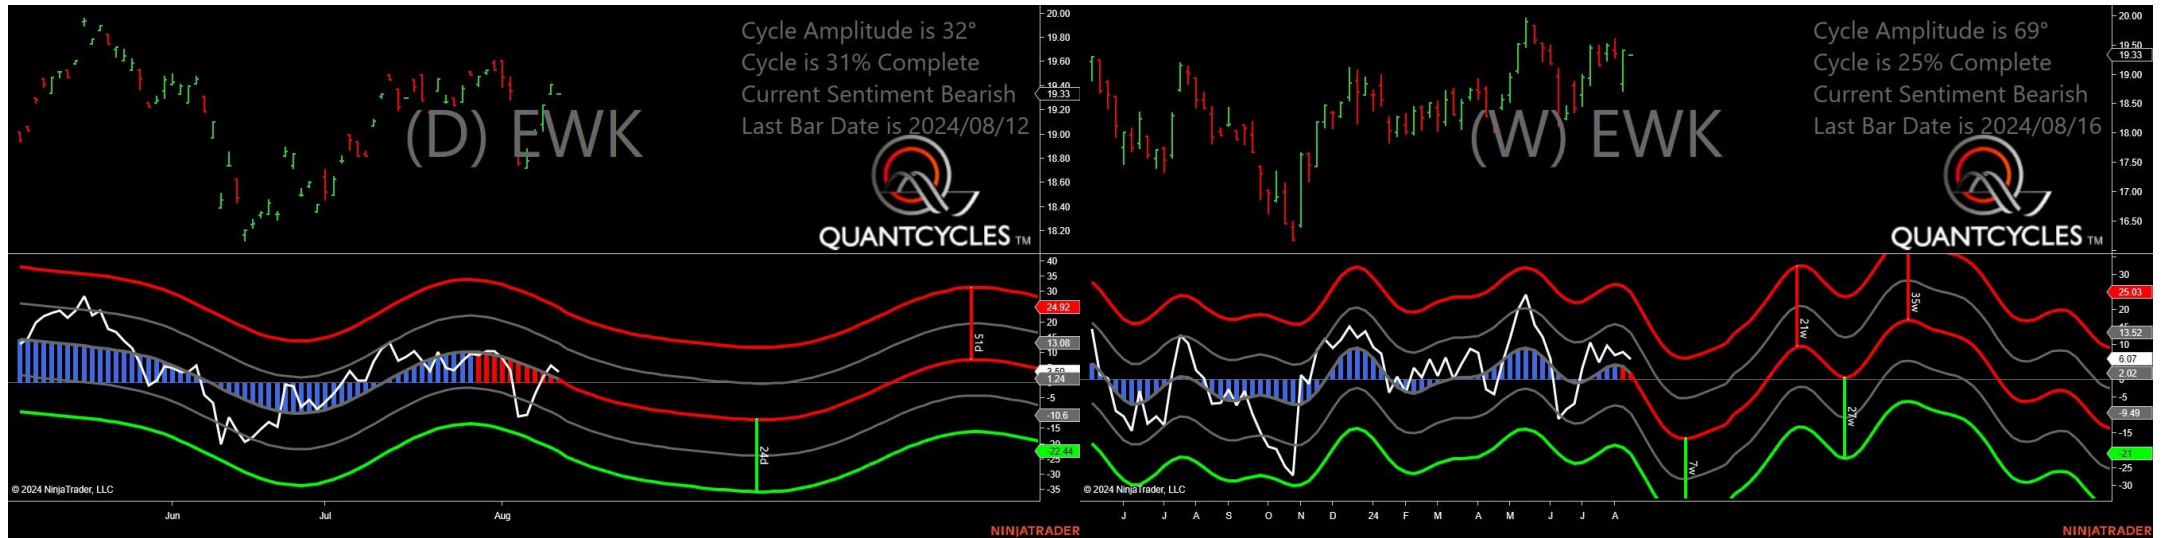 Cycle Amplitude is 32°
Cycle is 31% Complete
Current Sentiment Bearish
Last Bar Date is 2024/08/12
(D) EWK
QUANTCYCLES TM
20.00
19.80
19.60
19.40
19.33
19.20
19.00
18.80
18.60
18.40
18.20
40
35
30
24.92
20
13.08
10
1.24
-5
-10.6
-15
-22.44
-25
-30
-35
51d
24d
© 2024 NinjaTrader, LLC
Jun Jul Aug
NINJATRADER
Cycle Amplitude is 69°
Cycle is 25% Complete
Current Sentiment Bearish
Last Bar Date is 2024/08/16
(W) EWK
QUANTCYCLES TM
20.00
19.50
19.33
19.00
18.50
18.00
17.50
17.00
16.50
30
25.03
20
13.52
10
6.07
2.02
-5
-9.49
-15
-21
-25
-30
21w
35w
27w
7w
© 2024 NinjaTrader, LLC
J J A S O N D 24 F M A M J J A
NINJATRADER